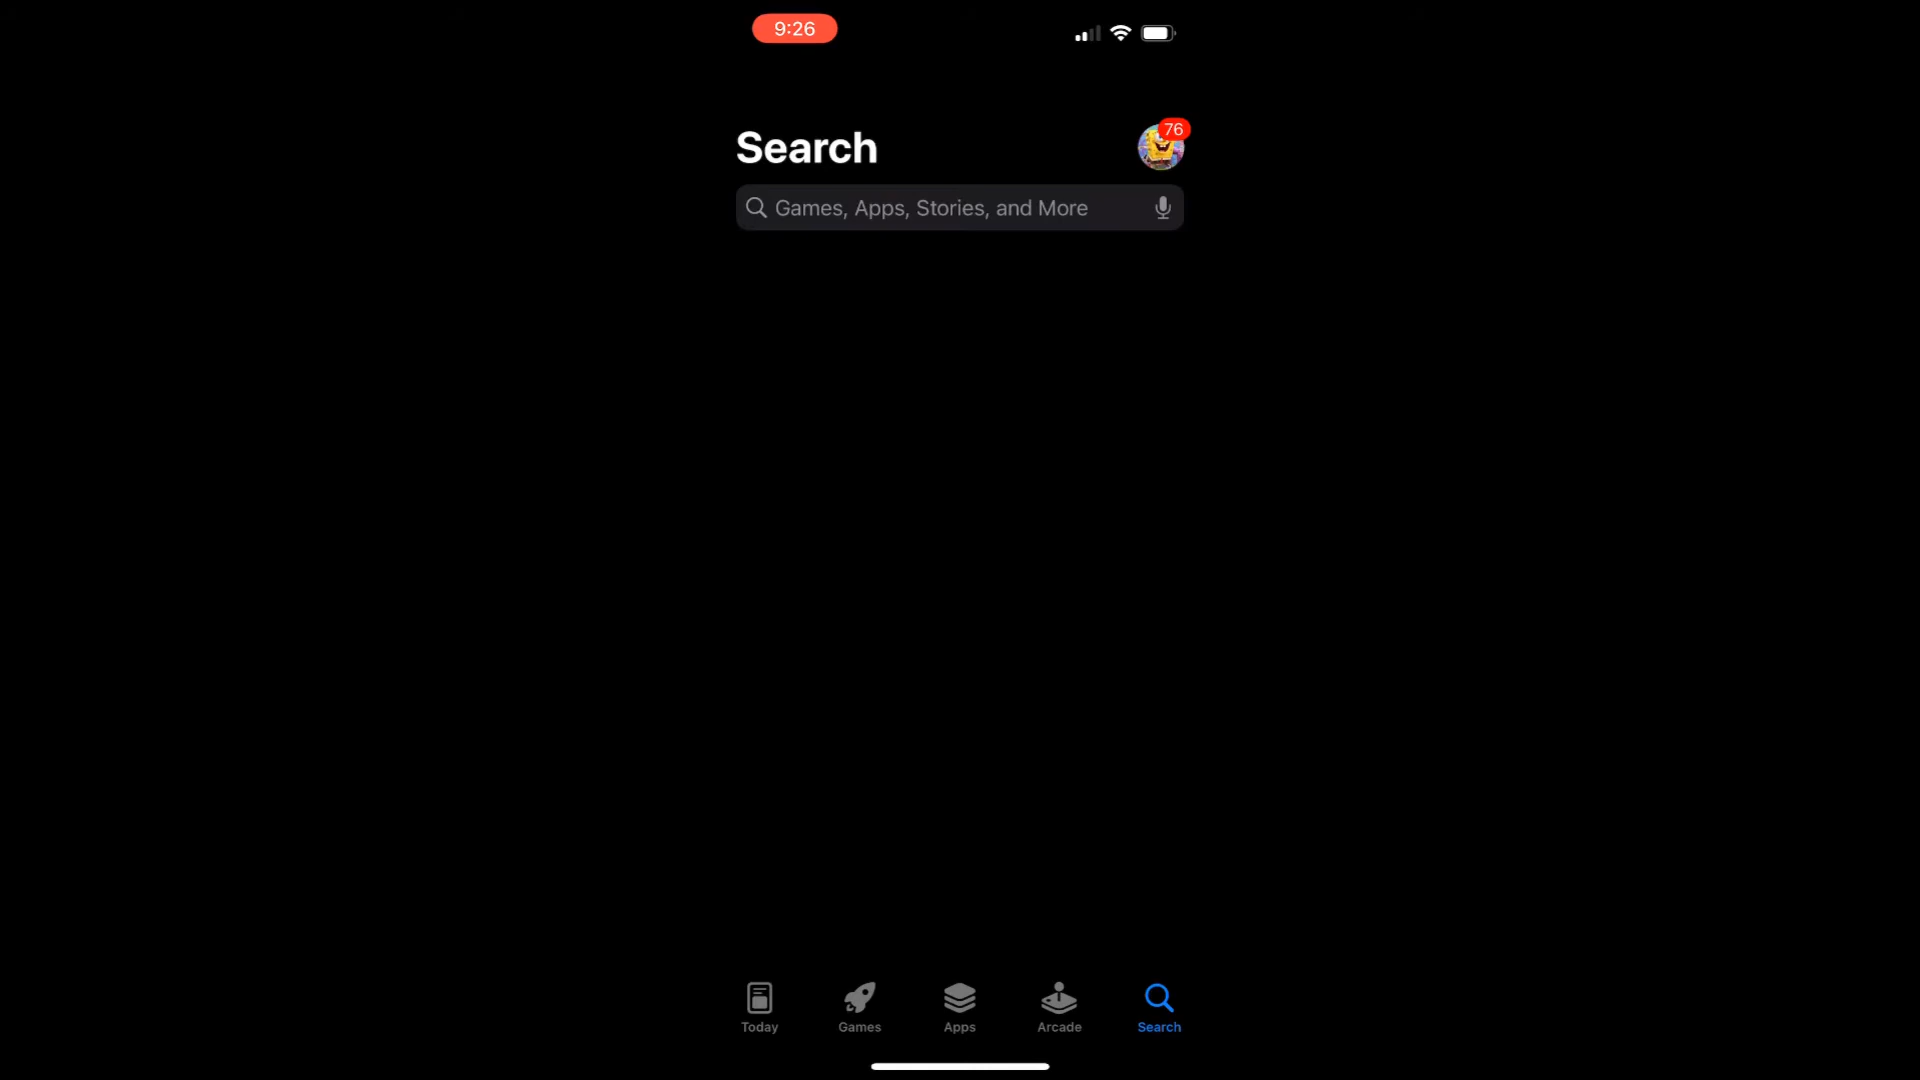 9:26
Search
76
Games, Apps, Stories, and More
Today
Games
Apps
Arcade
Search